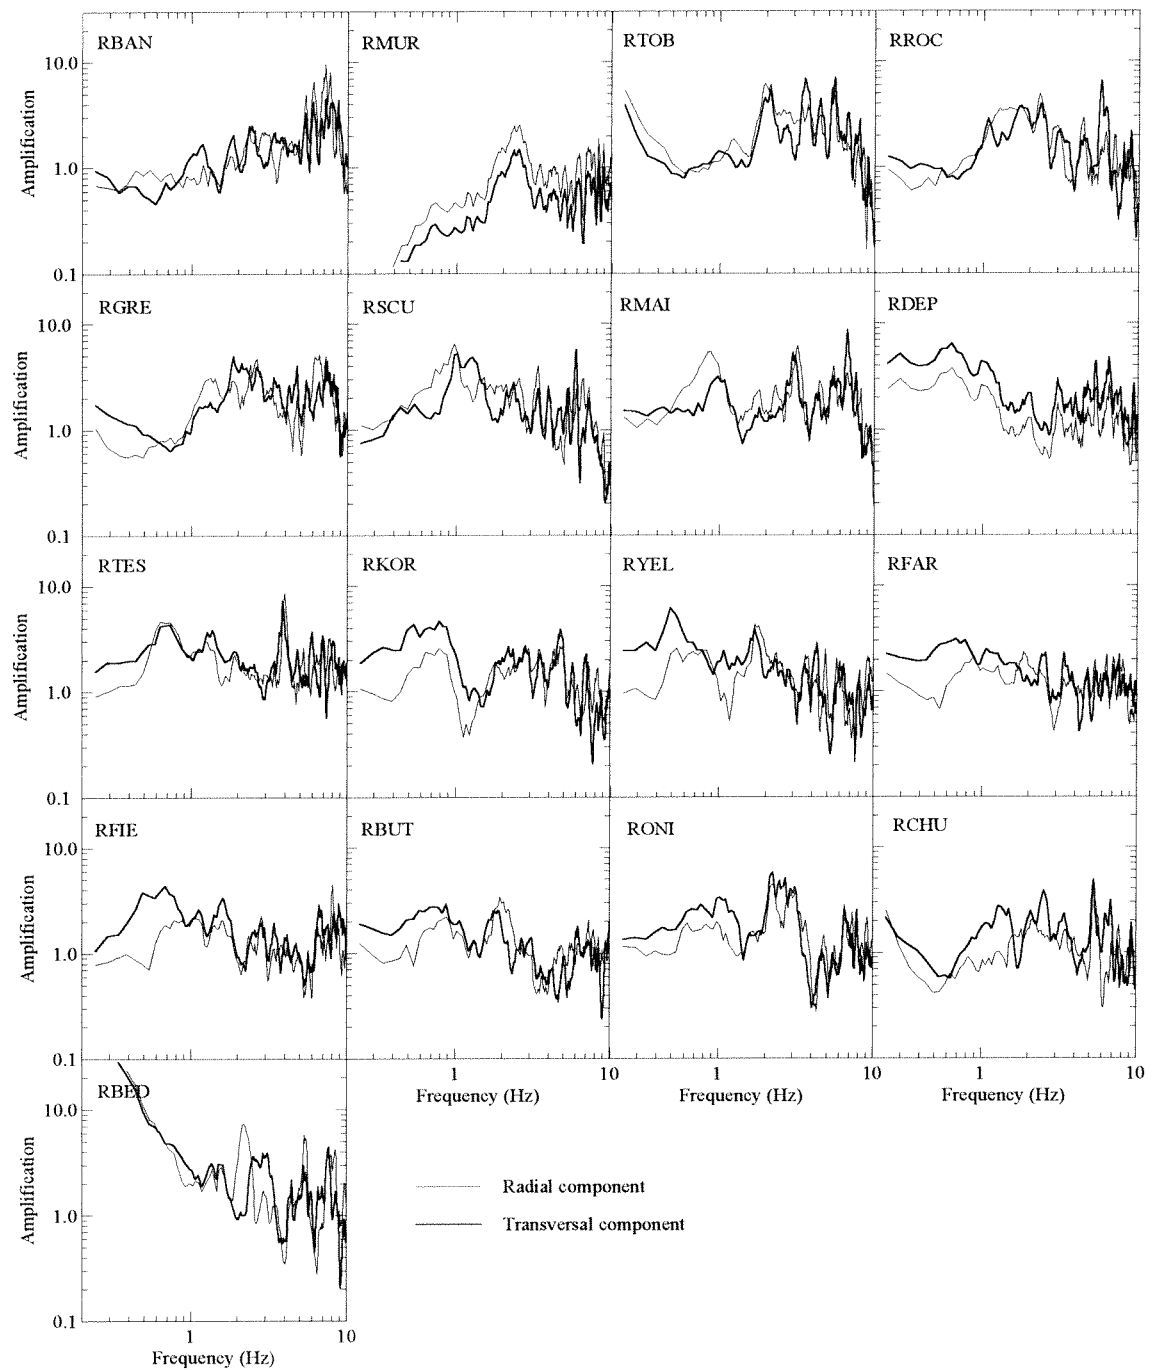 RBAN
RMUR
RTOB
RROC
10.0
1.0
0.1
Amplification
RGRE
RSCU
RMAI
RDEP
10.0
1.0
0.1
Amplification
RTES
RKOR
RYEL
RFAR
10.0
1.0
0.1
Amplification
RFIE
RBUT
RONI
RCHU
10.0
1.0
0.1
Amplification
1 10 1 10 1 10
Frequency (Hz) Frequency (Hz) Frequency (Hz)
RBED
10.0
1.0
0.1
Amplification
Radial component
Transversal component
1 10
Frequency (Hz)